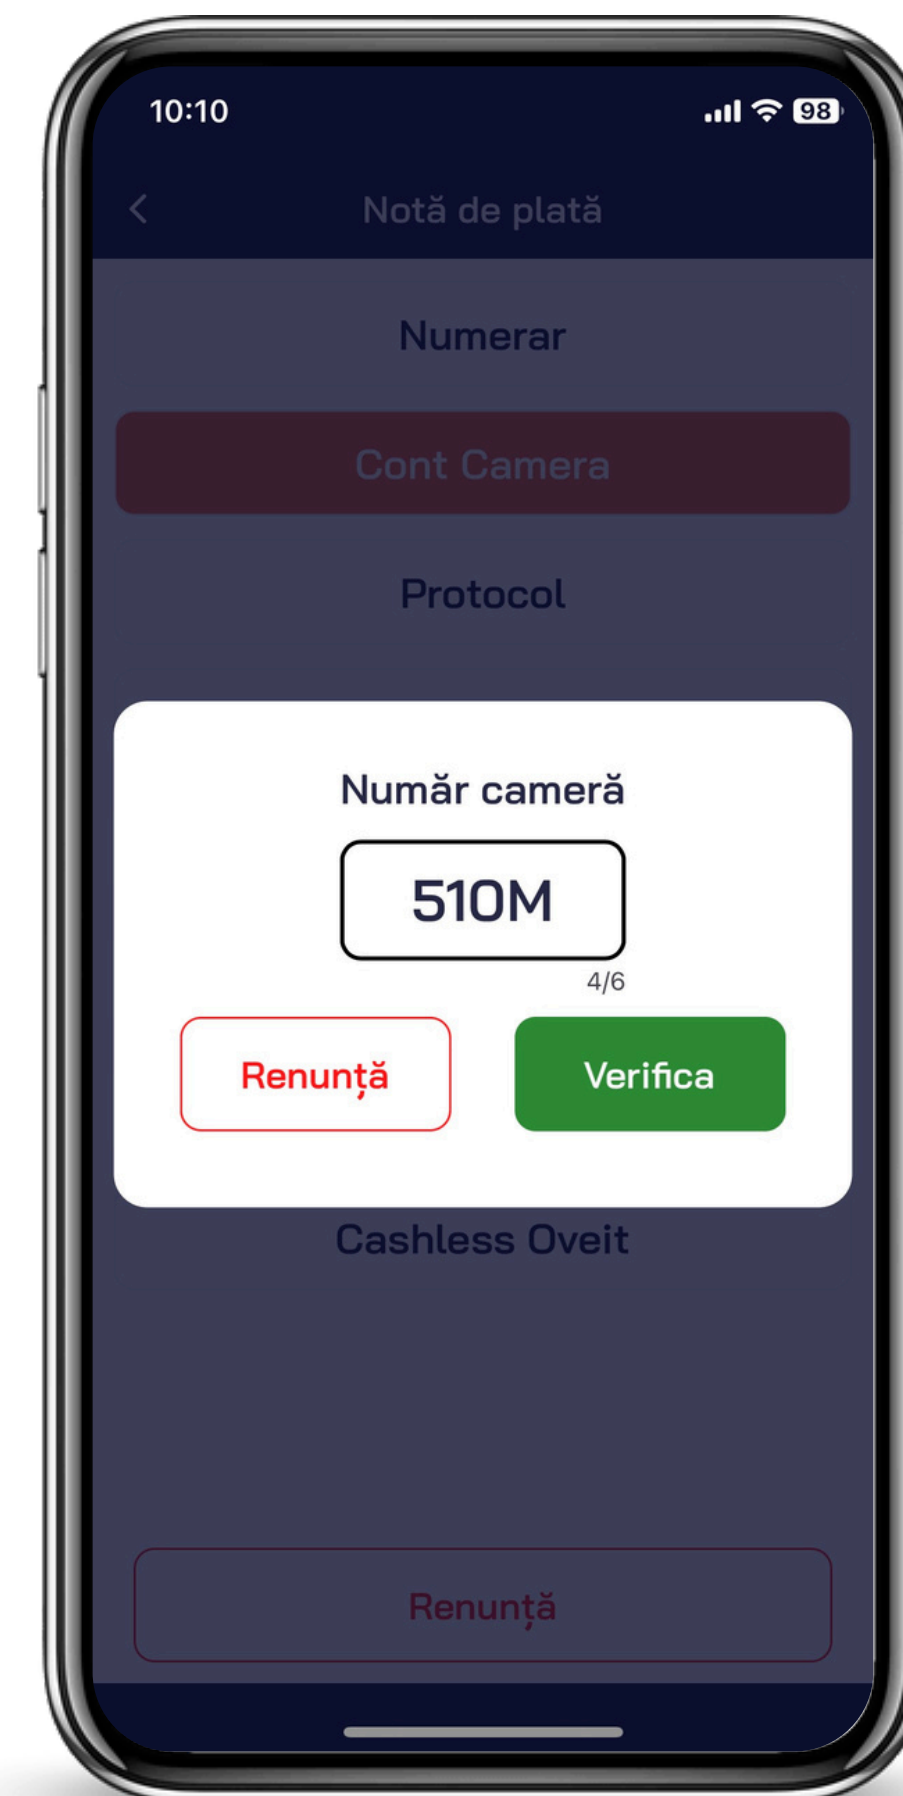 10:10 98
Notă de plată
Numerar
Cont Camera
Protocol
Număr cameră
510M
4/6
Renunță Verifica
Cashless Oveit
Renunță